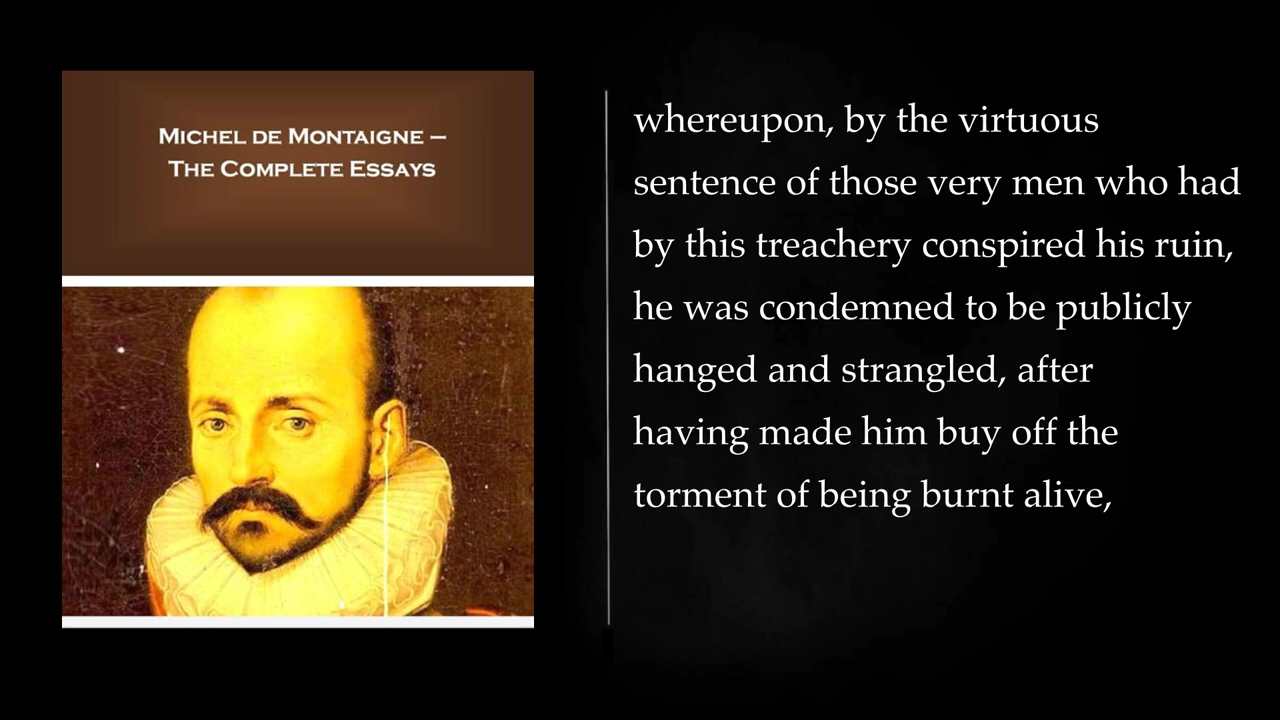 Michel de Montaigne –
The Complete Essays
whereupon, by the virtuous
sentence of those very men who had
by this treachery conspired his ruin,
he was condemned to be publicly
hanged and strangled, after
having made him buy off the
torment of being burnt alive,